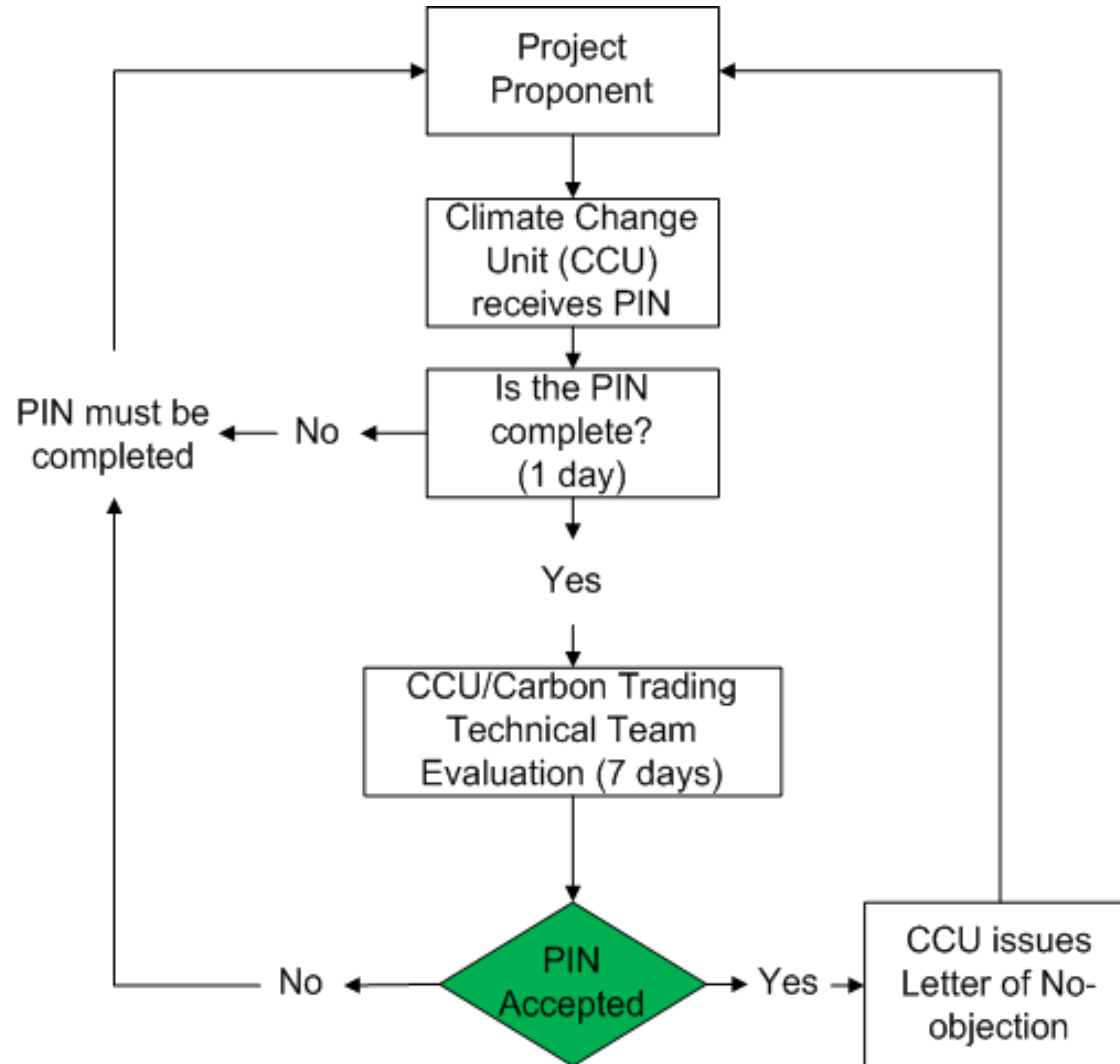 Project
Proponent
Climate Change
Unit (CCU)
receives PIN
Is the PIN
complete?
(1 day)
No
PIN must be
completed
Yes
CCU/Carbon Trading
Technical Team
Evaluation (7 days)
PIN
Accepted
No
Yes
CCU issues
Letter of No-
objection